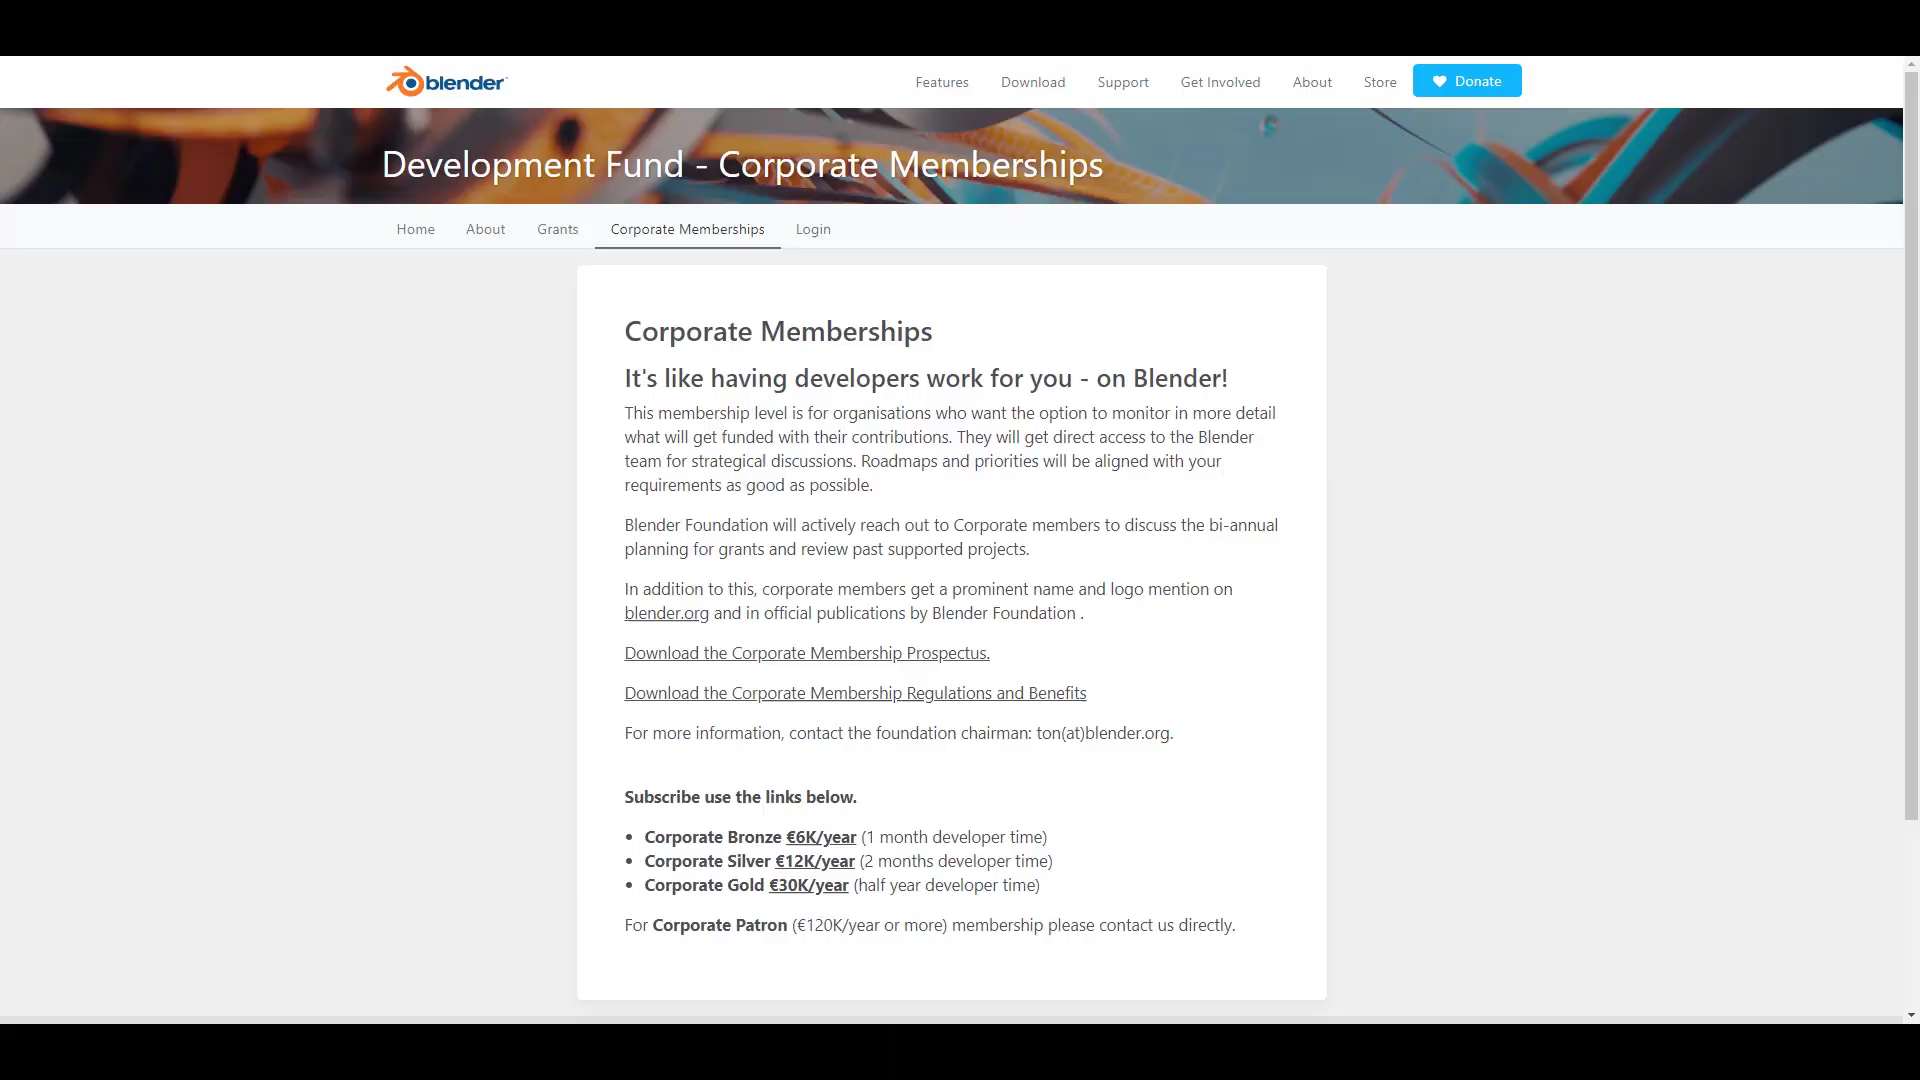 blender
Features Download Support Get Involved About Store Donate
Development Fund - Corporate Memberships
Home About Grants Corporate Memberships Login
Corporate Memberships
It's like having developers work for you - on Blender!
This membership level is for organisations who want the option to monitor in more detail
what will get funded with their contributions. They will get direct access to the Blender
team for strategical discussions. Roadmaps and priorities will be aligned with your
requirements as good as possible.
Blender Foundation will actively reach out to Corporate members to discuss the bi-annual
planning for grants and review past supported projects.
In addition to this, corporate members get a prominent name and logo mention on
blender.org and in official publications by Blender Foundation .
Download the Corporate Membership Prospectus.
Download the Corporate Membership Regulations and Benefits
For more information, contact the foundation chairman: ton(at)blender.org.
Subscribe use the links below.
• Corporate Bronze €6K/year (1 month developer time)
• Corporate Silver €12K/year (2 months developer time)
• Corporate Gold €30K/year (half year developer time)
For Corporate Patron (€120K/year or more) membership please contact us directly.